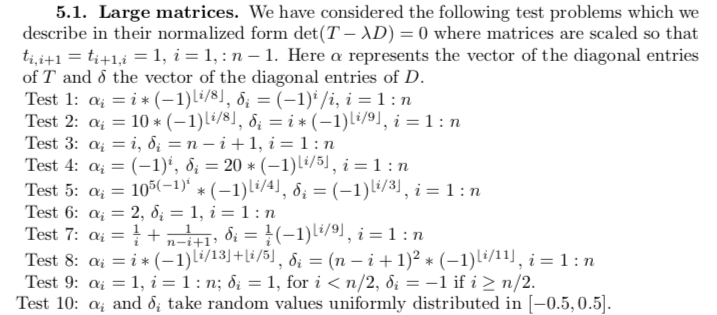 5.1. Large matrices. We have considered the following test problems which we
describe in their normalized form det(T − λD) = 0 where matrices are scaled so that
t_{i,i+1} = t_{i+1,i} = 1, i = 1, : n − 1. Here α represents the vector of the diagonal entries
of T and δ the vector of the diagonal entries of D.
Test 1: α_i = i ∗ (−1)^{⌊i/8⌋}, δ_i = (−1)^i/i, i = 1 : n
Test 2: α_i = 10 ∗ (−1)^{⌊i/8⌋}, δ_i = i ∗ (−1)^{⌊i/9⌋}, i = 1 : n
Test 3: α_i = i, δ_i = n − i + 1, i = 1 : n
Test 4: α_i = (−1)^i, δ_i = 20 ∗ (−1)^{⌊i/5⌋}, i = 1 : n
Test 5: α_i = 10^{5(−1)^i} ∗ (−1)^{⌊i/4⌋}, δ_i = (−1)^{⌊i/3⌋}, i = 1 : n
Test 6: α_i = 2, δ_i = 1, i = 1 : n
Test 7: α_i = \frac{1}{i} + \frac{1}{n−i+1}, δ_i = \frac{1}{i}(−1)^{⌊i/9⌋}, i = 1 : n
Test 8: α_i = i ∗ (−1)^{⌊i/13⌋+⌊i/5⌋}, δ_i = (n − i + 1)^2 ∗ (−1)^{⌊i/11⌋}, i = 1 : n
Test 9: α_i = 1, i = 1 : n; δ_i = 1, for i < n/2, δ_i = −1 if i ≥ n/2.
Test 10: α_i and δ_i take random values uniformly distributed in [−0.5, 0.5].